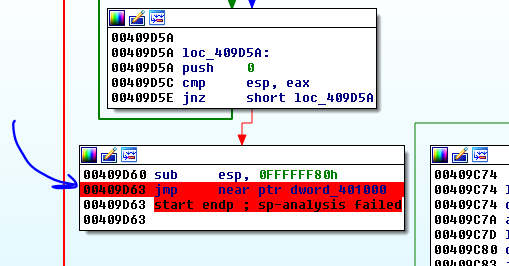 00409D5A
00409D5A loc_409D5A:
00409D5A push 0
00409D5C cmp esp, eax
00409D5E jnz short loc_409D5A
00409D60 sub esp, 0FFFFFF80h
00409D63 jmp near ptr dword_401000
00409D63 start endp ; sp-analysis failed
00409D63
00409C74
00409C74 l
00409C74
00409C7A
00409C7D
00409C80
00409C83